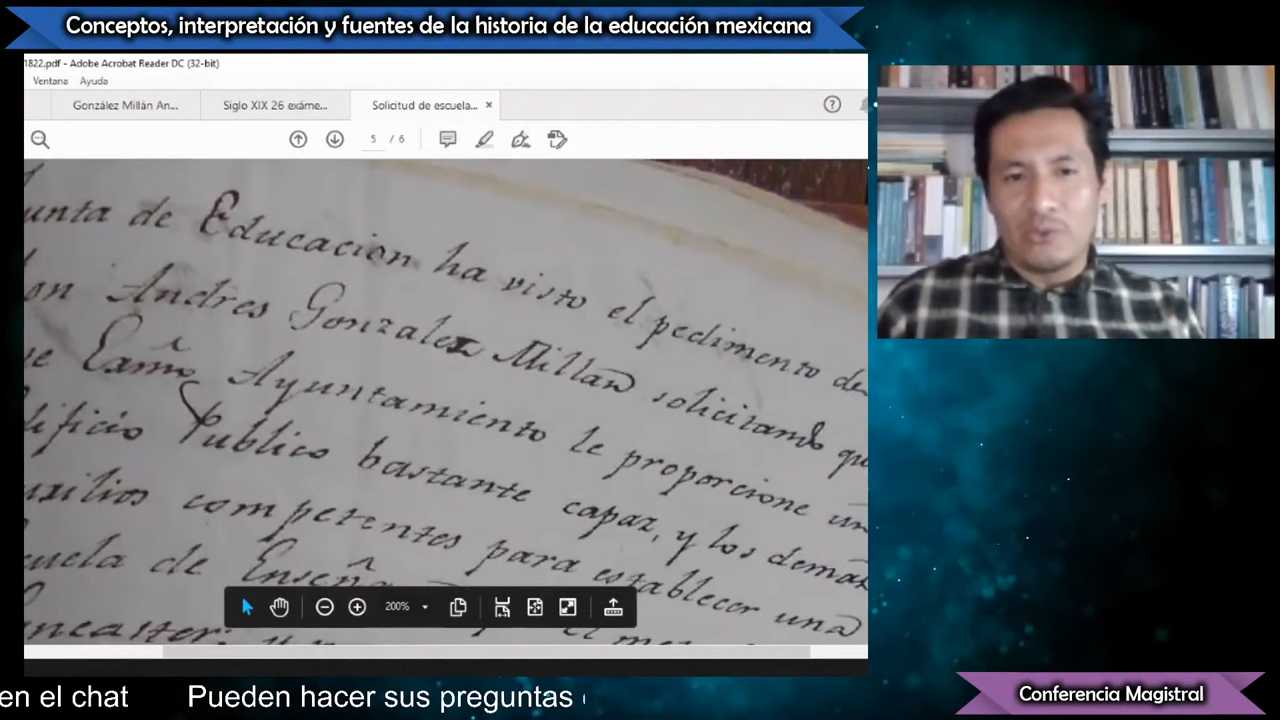 Conceptos, interpretación y fuentes de la historia de la educación mexicana
1822.pdf - Adobe Acrobat Reader DC (32-bit)
Ventana Ayuda
González Millán An... Siglo XIX 26 exáme... Solicitud de escuela... ×
5 / 6
unta de Educacion ha visto el pedimento de
on Andres Gonzalez Millan solicitando qu
Exmõ Ayuntamiento le proporcione un
dificio Publico bastante capaz, y los demas
uxilios competentes para establecer una
cuela de Enseña
200%
en el chat Pueden hacer sus preguntas
Conferencia Magistral